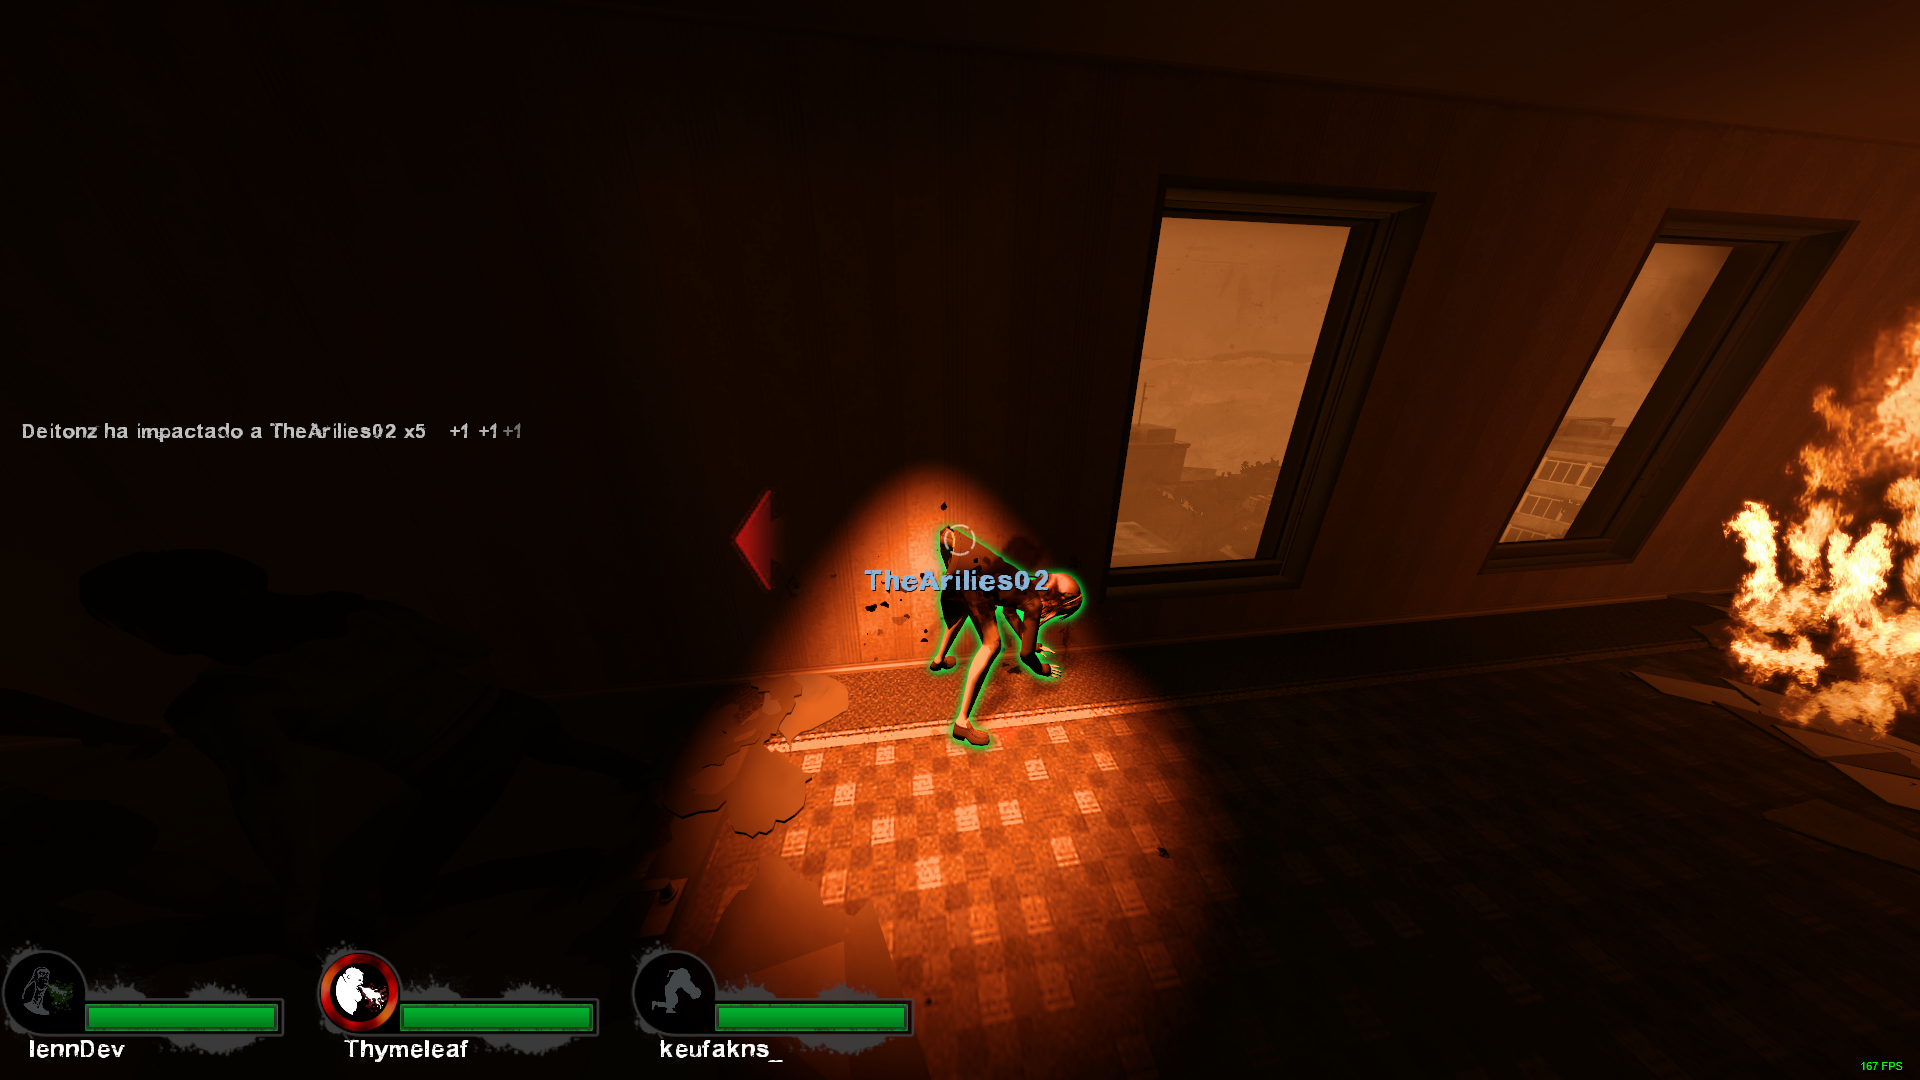 Deitonz ha impactado a TheArilies02 x5 +1 +1 +1
TheArilies02
lennDev
Thymeleaf
keufakns_
167 FPS